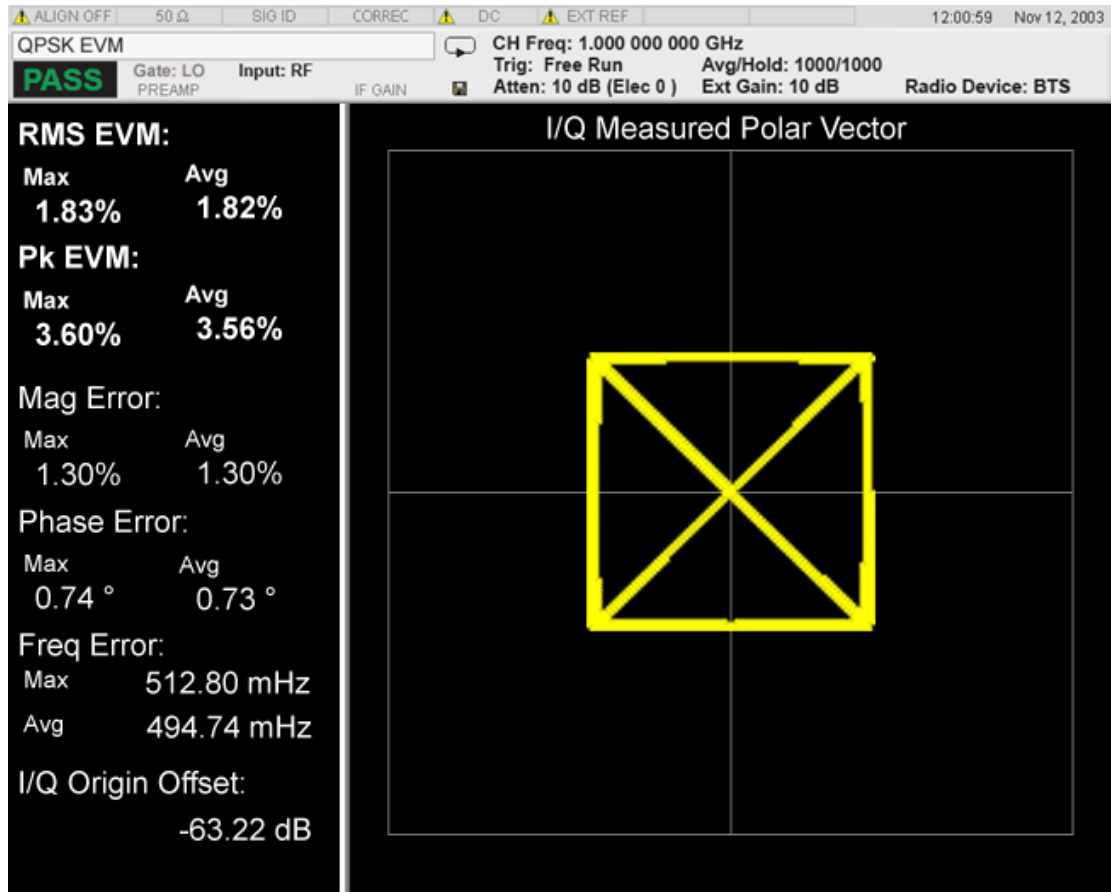 ALIGN OFF 50 Ω SIG ID CORREC DC EXT REF 12:00:59 Nov 12, 2003
QPSK EVM
CH Freq: 1.000 000 000 GHz
PASS Gate: LO Input: RF Trig: Free Run Avg/Hold: 1000/1000
PREAMP IF GAIN Atten: 10 dB (Elec 0 ) Ext Gain: 10 dB Radio Device: BTS
RMS EVM:
Max Avg
1.83% 1.82%
Pk EVM:
Max Avg
3.60% 3.56%
Mag Error:
Max Avg
1.30% 1.30%
Phase Error:
Max Avg
0.74 ° 0.73 °
Freq Error:
Max 512.80 mHz
Avg 494.74 mHz
I/Q Origin Offset:
-63.22 dB
I/Q Measured Polar Vector